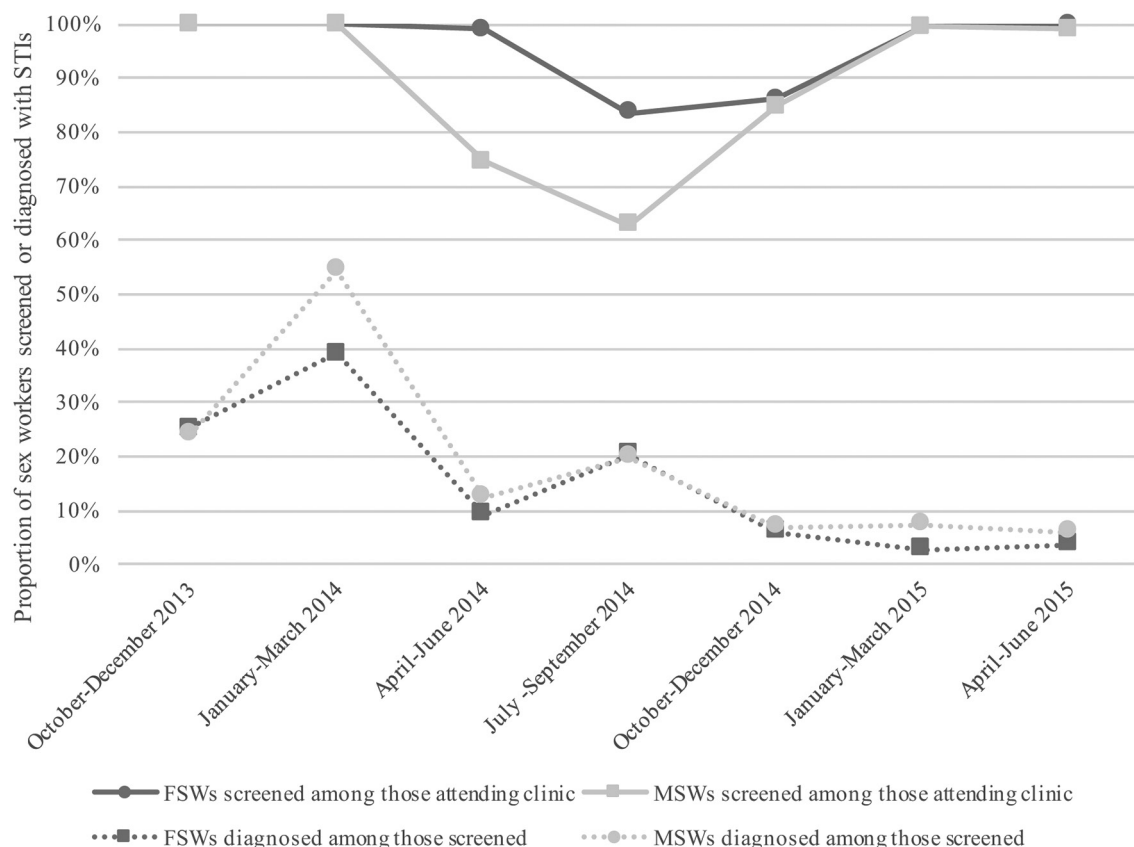 Proportion of sex workers screened or diagnosed with STIs
100%
90%
80%
70%
60%
50%
40%
30%
20%
10%
0%
October-December 2013
January-March 2014
April-June 2014
July -September 2014
October-December 2014
January-March 2015
April-June 2015
FSWs screened among those attending clinic
MSWs screened among those attending clinic
FSWs diagnosed among those screened
MSWs diagnosed among those screened